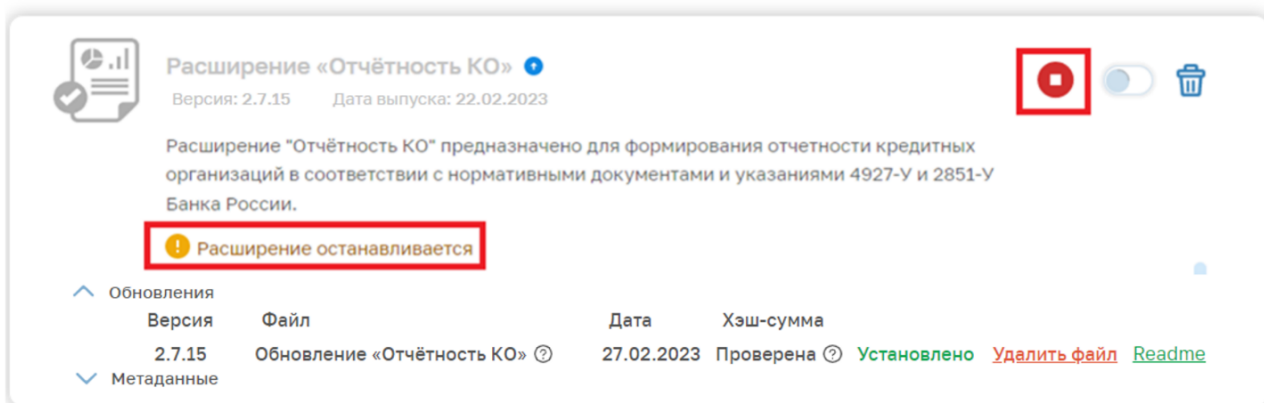 Расширение «Отчётность КО»
Версия: 2.7.15 Дата выпуска: 22.02.2023
Расширение "Отчётность КО" предназначено для формирования отчетности кредитных
организаций в соответствии с нормативными документами и указаниями 4927-У и 2851-У
Банка России.
Расширение останавливается
Обновления
Версия Файл Дата Хэш-сумма
2.7.15 Обновление «Отчётность КО» 27.02.2023 Проверена Установлено Удалить файл Readme
Метаданные